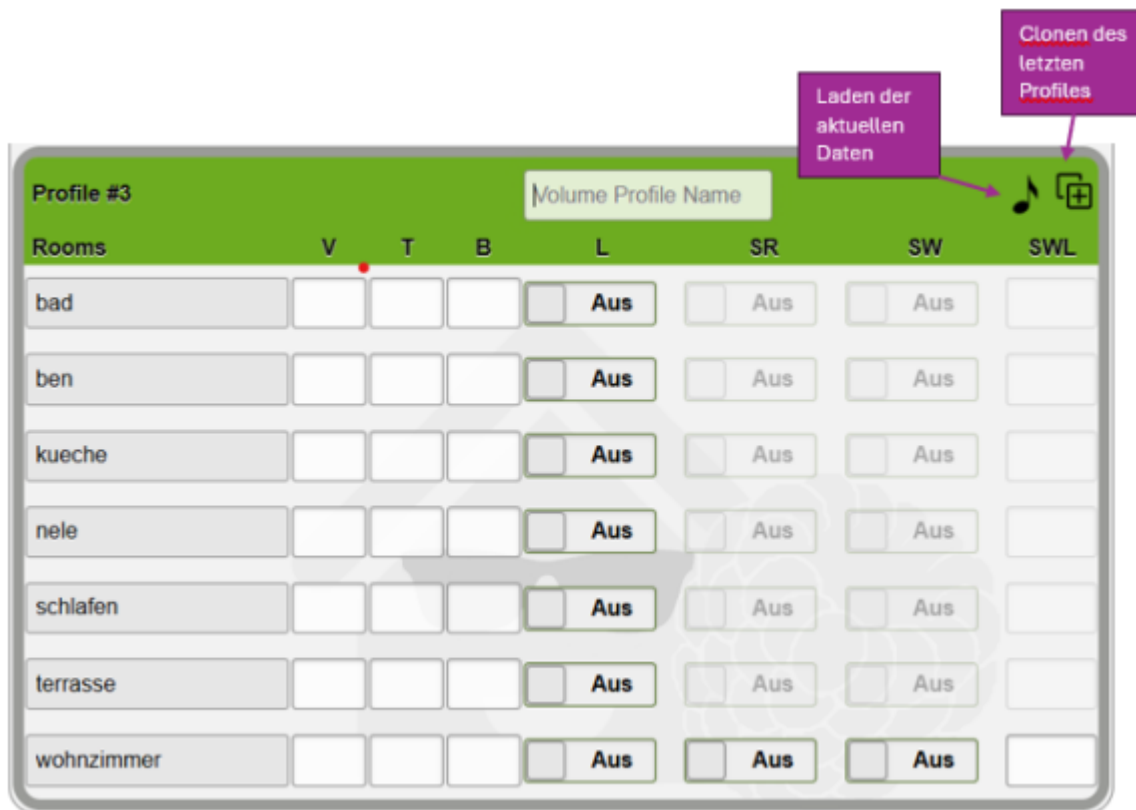 Clonen des
letzten
Profiles
Laden der
aktuellen
Daten
Profile #3 Volume Profile Name
Rooms V T B L SR SW SWL
bad Aus Aus Aus
ben Aus Aus Aus
kueche Aus Aus Aus
nele Aus Aus Aus
schlafen Aus Aus Aus
terrasse Aus Aus Aus
wohnzimmer Aus Aus Aus